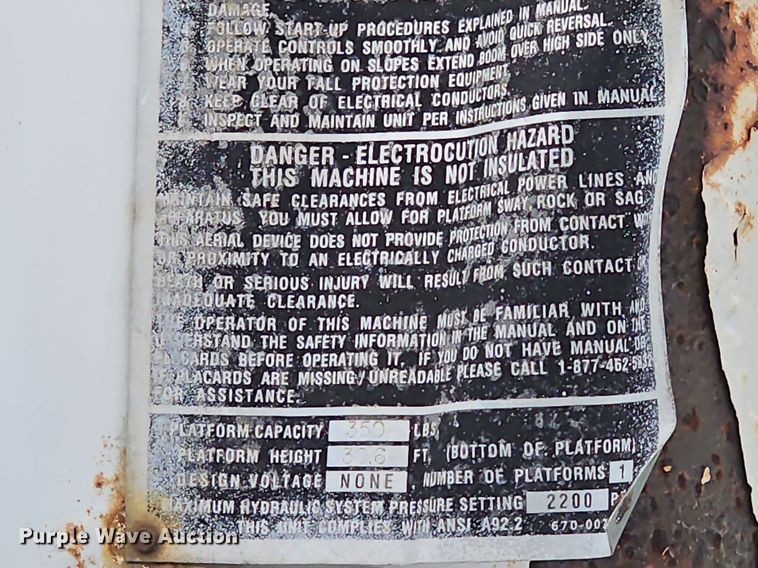 DAMAGE.
FOLLOW START-UP PROCEDURES EXPLAINED IN MANUAL.
OPERATE CONTROLS SMOOTHLY AND AVOID QUICK REVERSAL.
WHEN OPERATING ON SLOPES EXTEND BOOM OVER HIGH SIDE ONLY
WEAR YOUR FALL PROTECTION EQUIPMENT.
KEEP CLEAR OF ELECTRICAL CONDUCTORS.
INSPECT AND MAINTAIN UNIT PER INSTRUCTIONS GIVEN IN MANUAL.
DANGER - ELECTROCUTION HAZARD
THIS MACHINE IS NOT INSULATED
MAINTAIN SAFE CLEARANCES FROM ELECTRICAL POWER LINES AND
APPARATUS. YOU MUST ALLOW FOR PLATFORM SWAY, ROCK OR SAG.
THIS AERIAL DEVICE DOES NOT PROVIDE PROTECTION FROM CONTACT WITH
OR PROXIMITY TO AN ELECTRICALLY CHARGED CONDUCTOR.
DEATH OR SERIOUS INJURY WILL RESULT FROM SUCH CONTACT OR
INADEQUATE CLEARANCE.
THE OPERATOR OF THIS MACHINE MUST BE FAMILIAR WITH AND
UNDERSTAND THE SAFETY INFORMATION IN THE MANUAL AND ON THE
PLACARDS BEFORE OPERATING IT. IF YOU DO NOT HAVE MANUAL OR
PLACARDS ARE MISSING/UNREADABLE PLEASE CALL 1-877-462-
FOR ASSISTANCE.
PLATFORM CAPACITY 350 LBS.
PLATFORM HEIGHT FT. (BOTTOM OF PLATFORM)
DESIGN VOLTAGE NONE NUMBER OF PLATFORMS 1
MAXIMUM HYDRAULIC SYSTEM PRESSURE SETTING 2200
THIS UNIT COMPLIES WITH ANSI A92.2 670-00
Purple Wave Auction